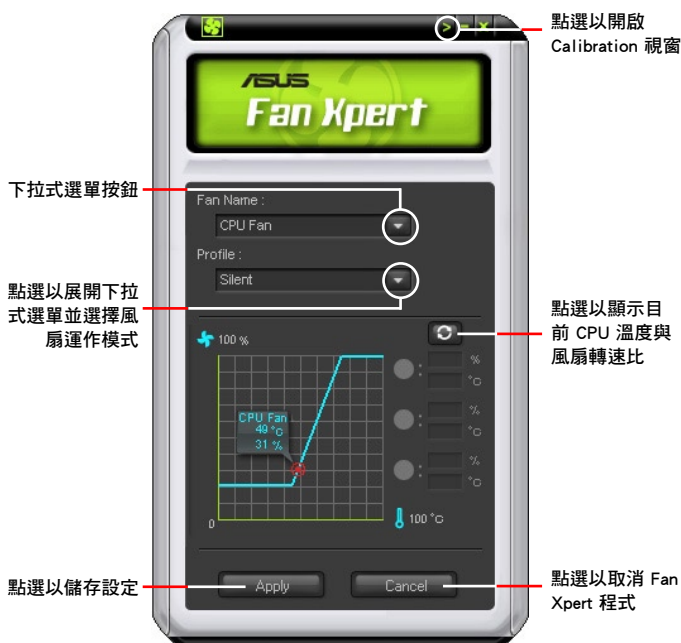 點選以開啟
Calibration 視窗
ASUS
Fan Xpert
下拉式選單按鈕
Fan Name :
CPU Fan
Profile :
Silent
點選以展開下拉
式選單並選擇風
扇運作模式
點選以顯示目
前 CPU 溫度與
風扇轉速比
100 %
CPU Fan
49 °C
31 %
: %
°C
: %
°C
: %
°C
0
100 °C
點選以儲存設定
Apply
Cancel
點選以取消 Fan
Xpert 程式